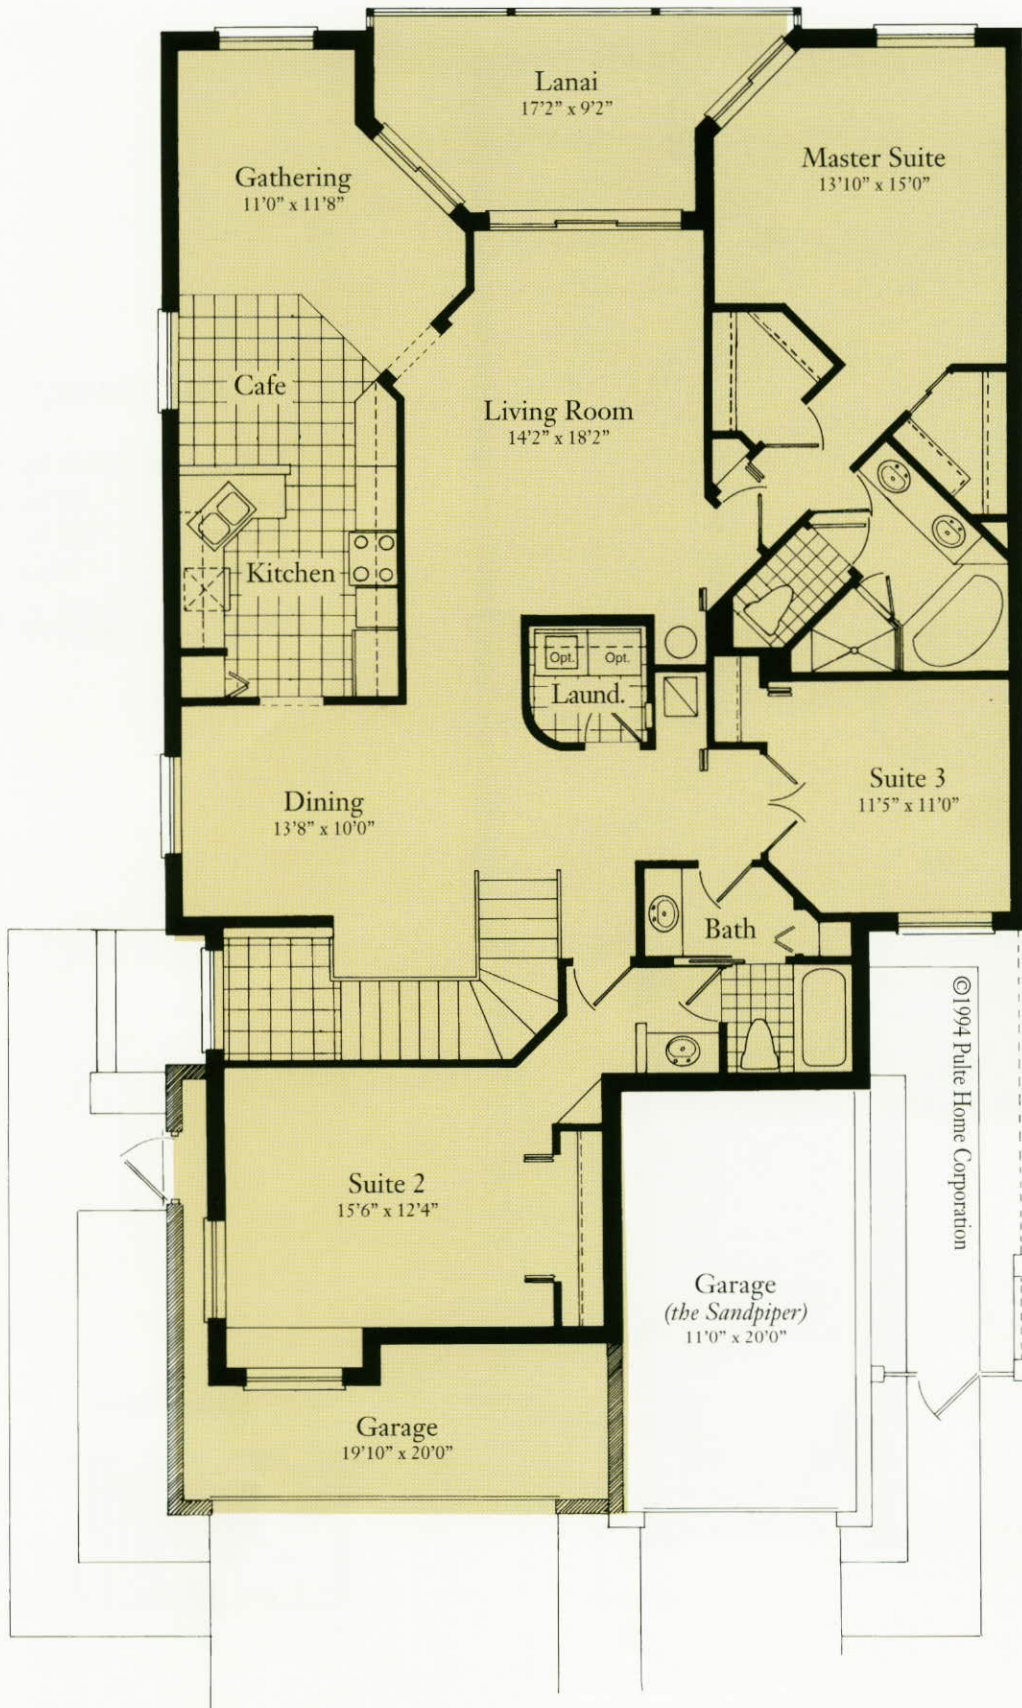 Lanai
17'2" x 9'2"
Master Suite
13'10" x 15'0"
Gathering
11'0" x 11'8"
Cafe
Living Room
14'2" x 18'2"
Kitchen
Opt.
Opt.
Laund.
Suite 3
11'5" x 11'0"
Dining
13'8" x 10'0"
Bath
©1994 Pulte Home Corporation
Suite 2
15'6" x 12'4"
Garage
(the Sandpiper)
11'0" x 20'0"
Garage
19'10" x 20'0"